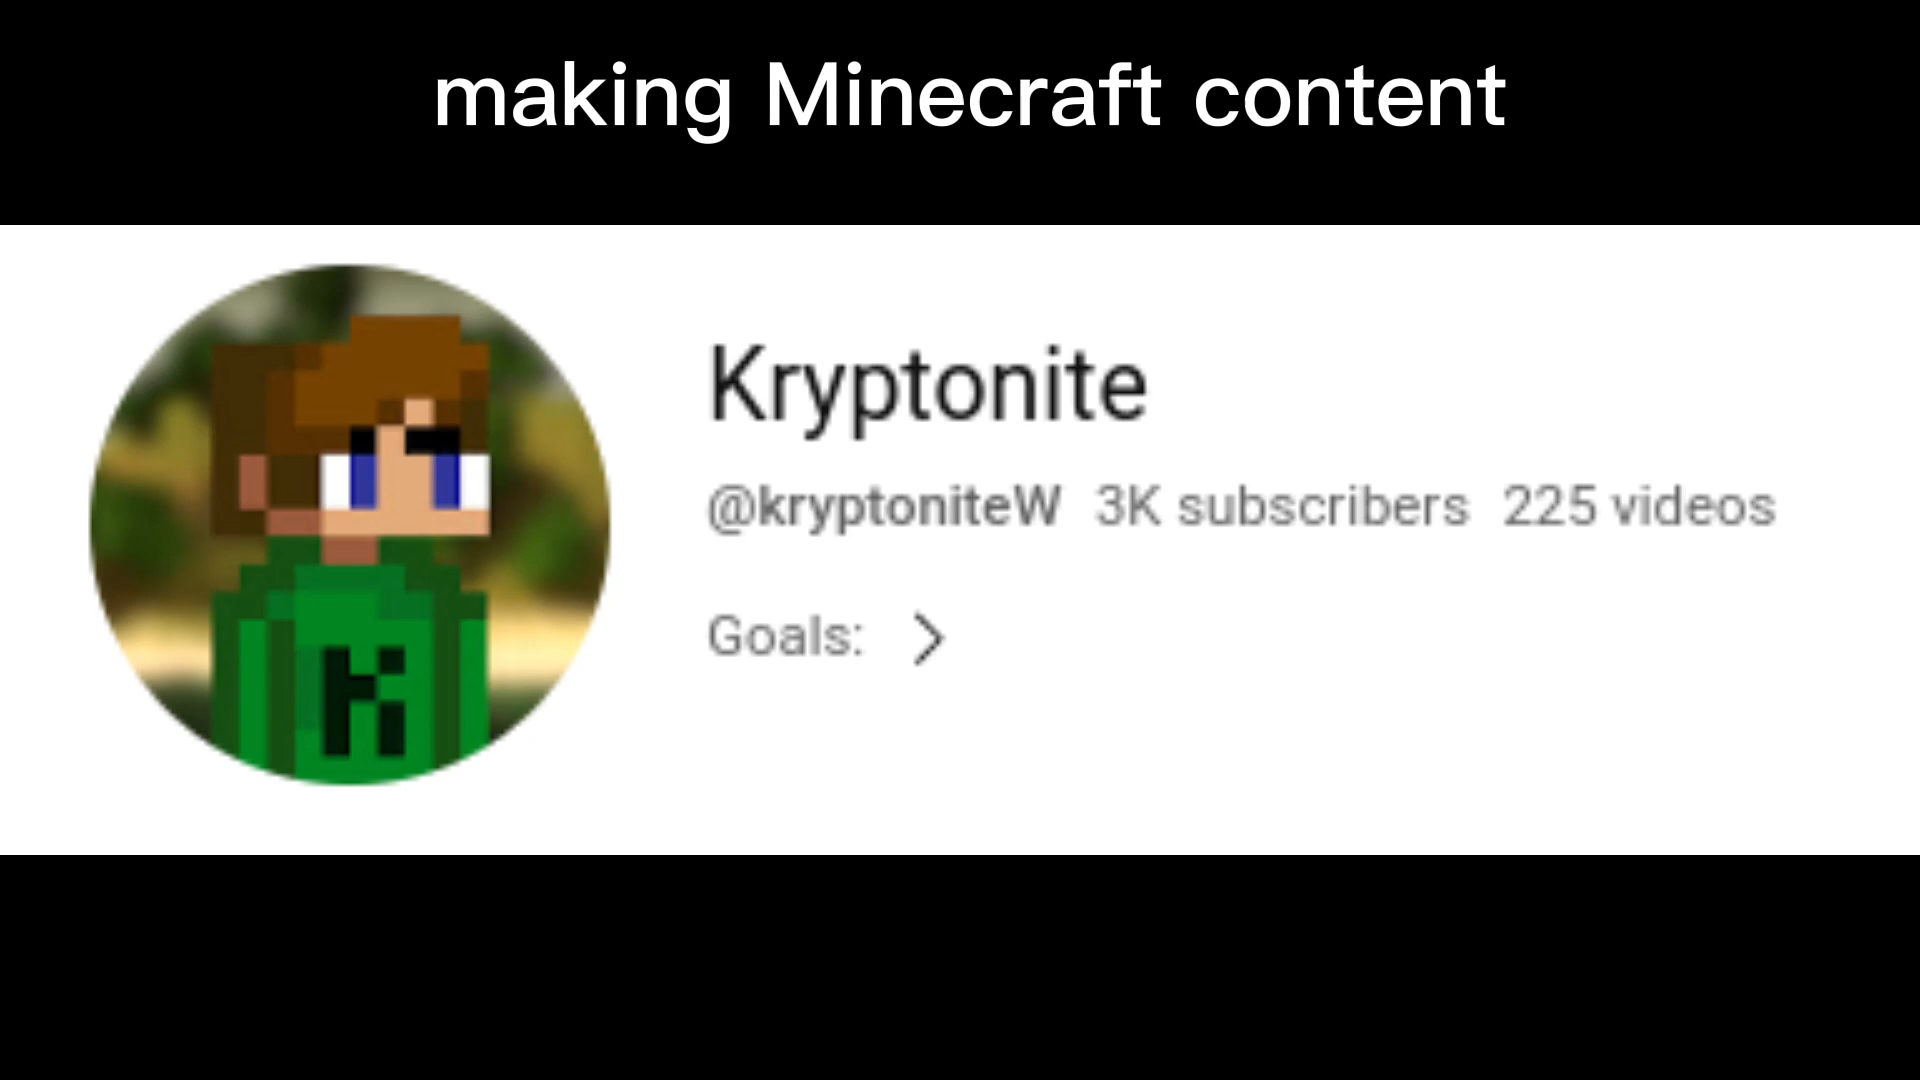 making Minecraft content
Kryptonite
@kryptoniteW 3K subscribers 225 videos
Goals: >
K